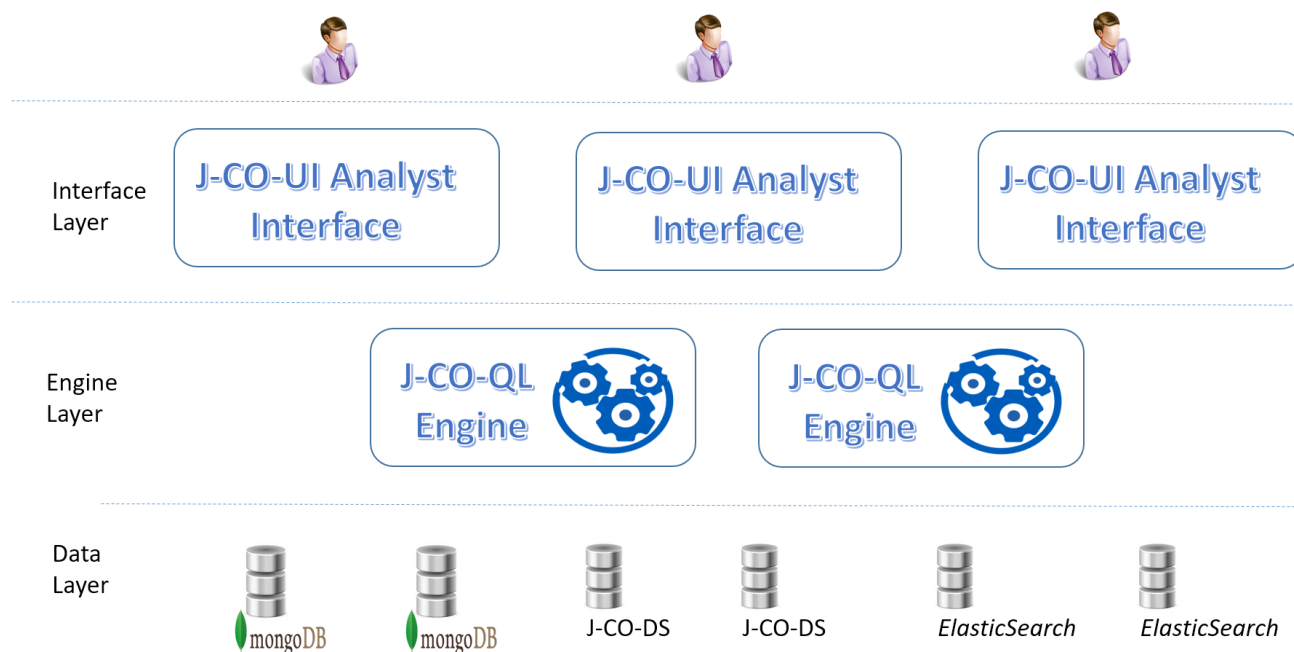 Interface
Layer
J-CO-UI Analyst
Interface
J-CO-UI Analyst
Interface
J-CO-UI Analyst
Interface
Engine
Layer
J-CO-QL
Engine
J-CO-QL
Engine
Data
Layer
mongoDB
mongoDB
J-CO-DS
J-CO-DS
ElasticSearch
ElasticSearch